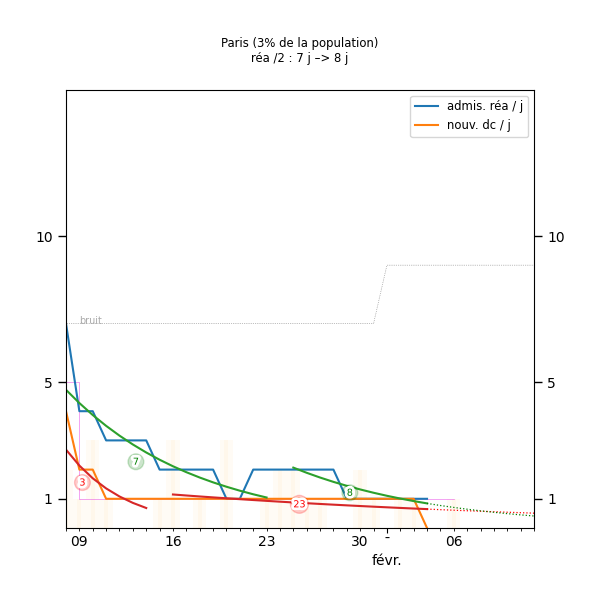 Paris (3% de la population)
réa /2 : 7 j –> 8 j
admis. réa / j
nouv. dc / j
10
10
bruit
5
5
7
3
8
23
1
1
09
16
23
30
-
06
févr.